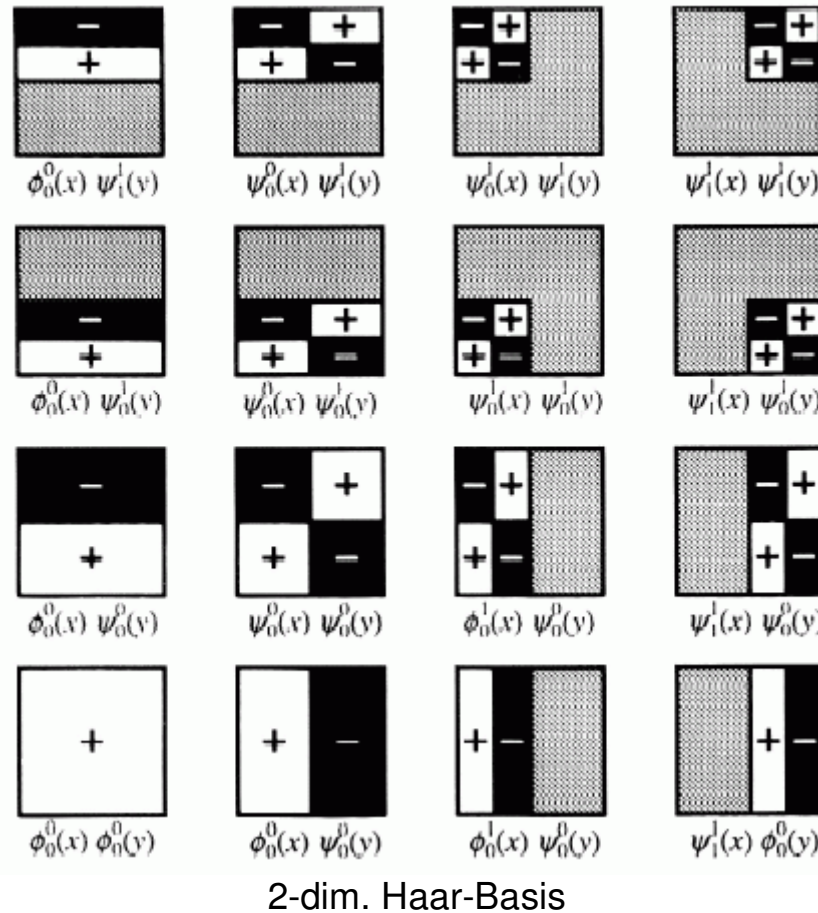 − − + − + − +
+ + − + − + −
ϕ₀⁰(x) ψ₁¹(y) ψ₀⁰(x) ψ₁¹(y) ψ₀¹(x) ψ₁¹(y) ψ₁¹(x) ψ₁¹(y)
− − + − + − +
+ + − + − + −
ϕ₀⁰(x) ψ₀¹(y) ψ₀⁰(x) ψ₀¹(y) ψ₀¹(x) ψ₀¹(y) ψ₁¹(x) ψ₀¹(y)
− − + − + − +
+ + − + − + −
ϕ₀⁰(x) ψ₀⁰(y) ψ₀⁰(x) ψ₀⁰(y) ϕ₀¹(x) ψ₀⁰(y) ψ₁¹(x) ψ₀⁰(y)
+ + − + − + −
ϕ₀⁰(x) ϕ₀⁰(y) ϕ₀⁰(x) ψ₀⁰(y) ϕ₀¹(x) ψ₀⁰(y) ψ₁¹(x) ϕ₀⁰(y)
2-dim. Haar-Basis